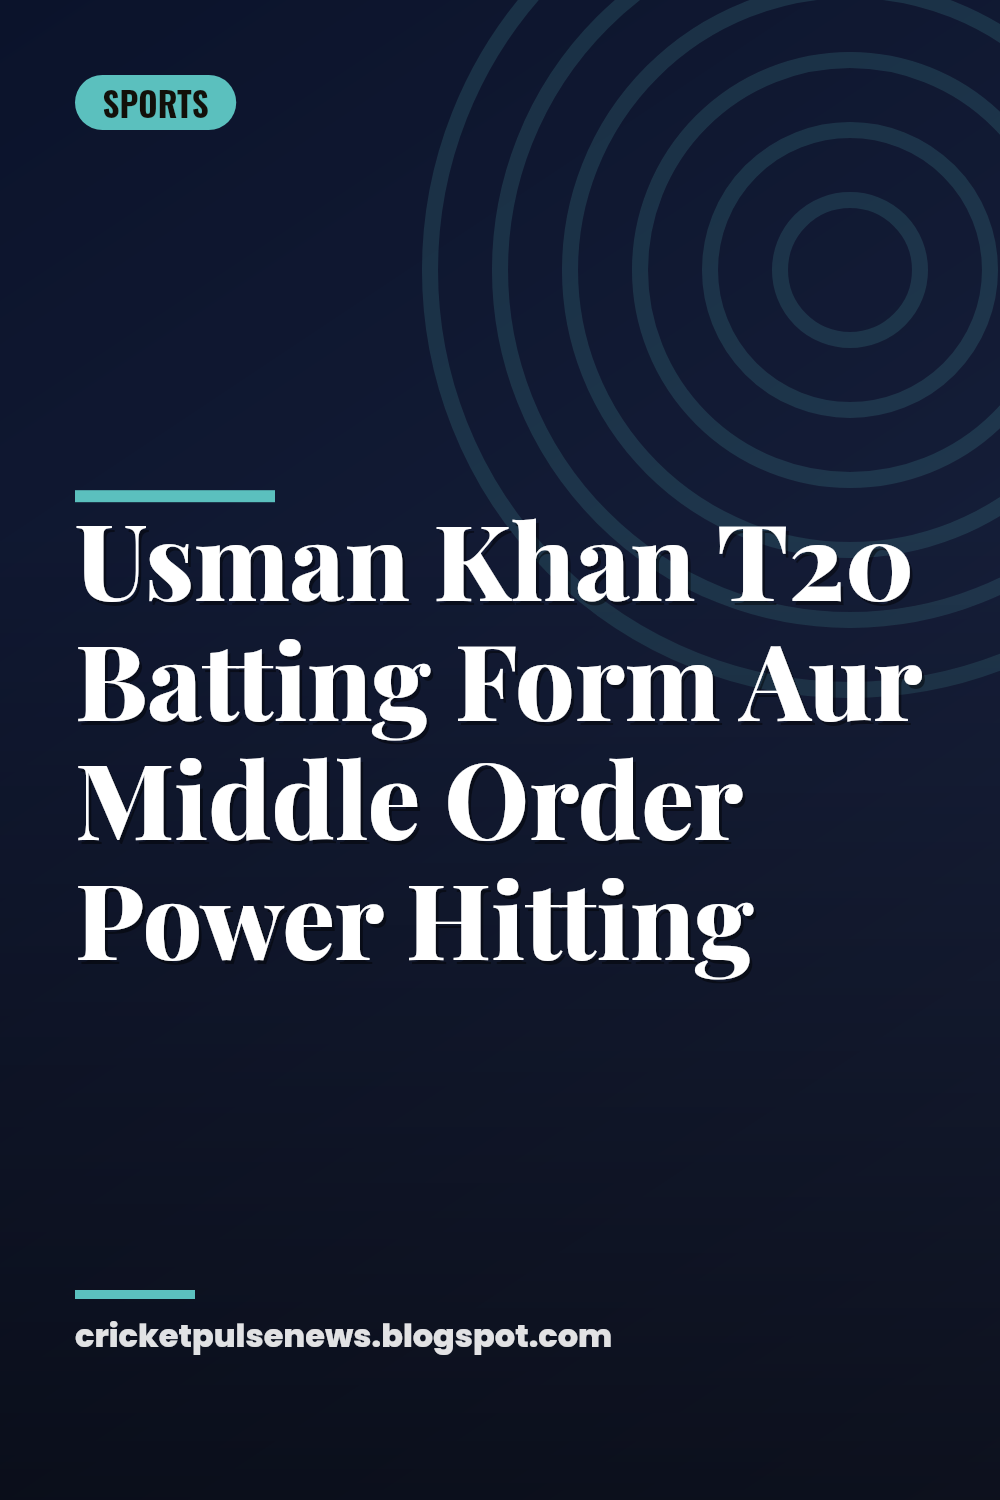 SPORTS
Usman Khan T20
Batting Form Aur
Middle Order
Power Hitting
cricketpulsenews.blogspot.com